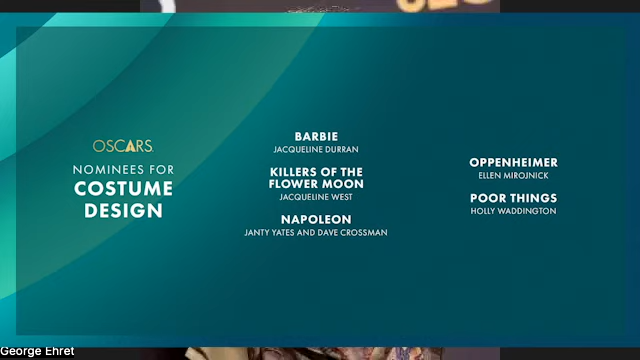 OSCARS
NOMINEES FOR
COSTUME
DESIGN
BARBIE
JACQUELINE DURRAN
KILLERS OF THE
FLOWER MOON
JACQUELINE WEST
NAPOLEON
JANTY YATES AND DAVE CROSSMAN
OPPENHEIMER
ELLEN MIROJNICK
POOR THINGS
HOLLY WADDINGTON
George Ehret